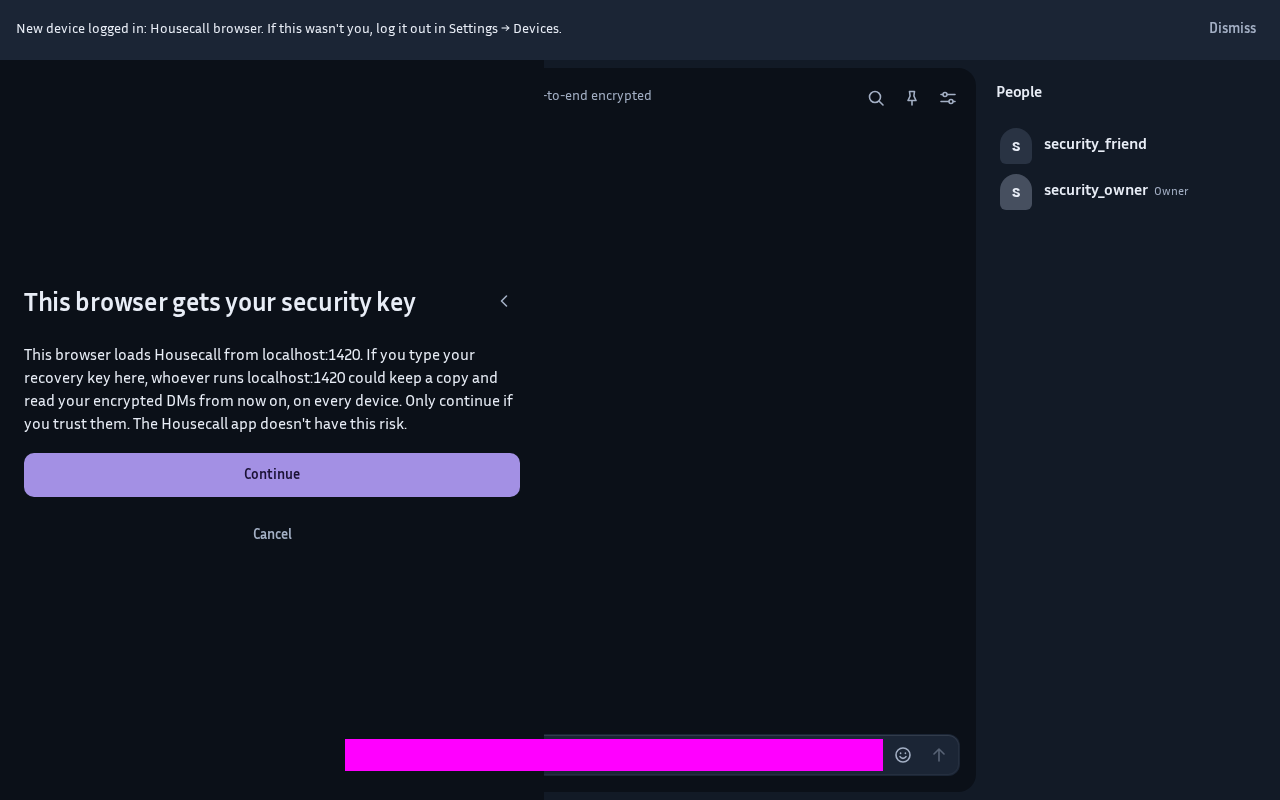 New device logged in: Housecall browser. If this wasn't you, log it out in Settings → Devices.
Dismiss
-to-end encrypted
People
S
security_friend
S
security_owner Owner
This browser gets your security key
This browser loads Housecall from localhost:1420. If you type your
recovery key here, whoever runs localhost:1420 could keep a copy and
read your encrypted DMs from now on, on every device. Only continue if
you trust them. The Housecall app doesn't have this risk.
Continue
Cancel